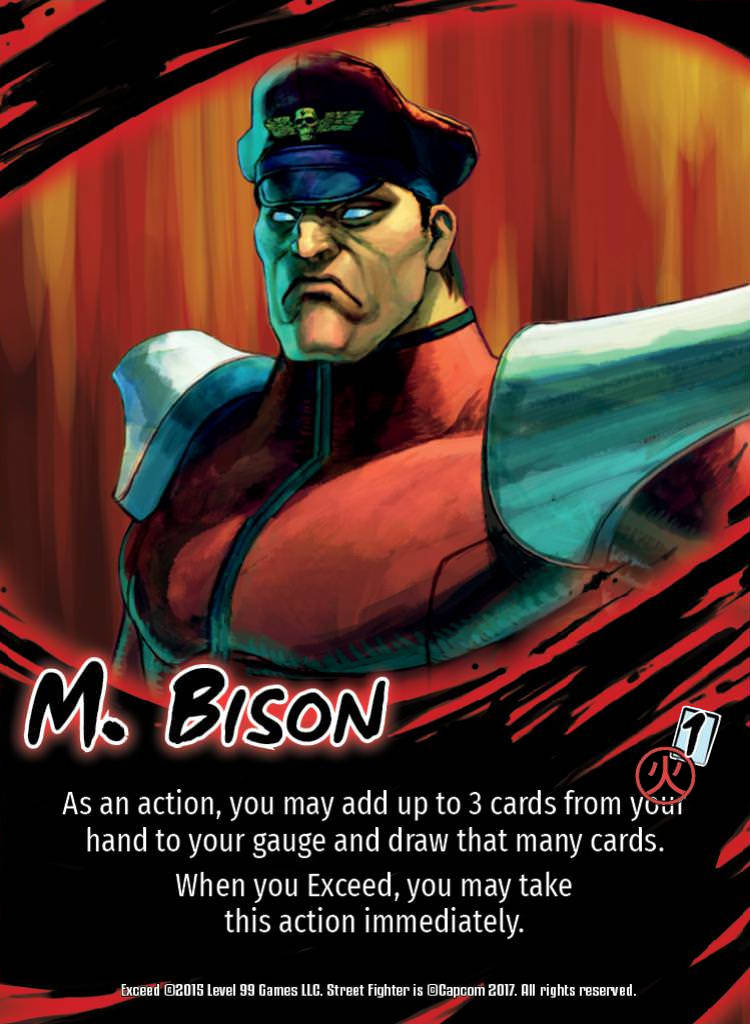 M. BISON
1
火
As an action, you may add up to 3 cards from your
hand to your gauge and draw that many cards.
When you Exceed, you may take
this action immediately.
Exceed ©2015 Level 99 Games LLC. Street Fighter is ©Capcom 2017. All rights reserved.